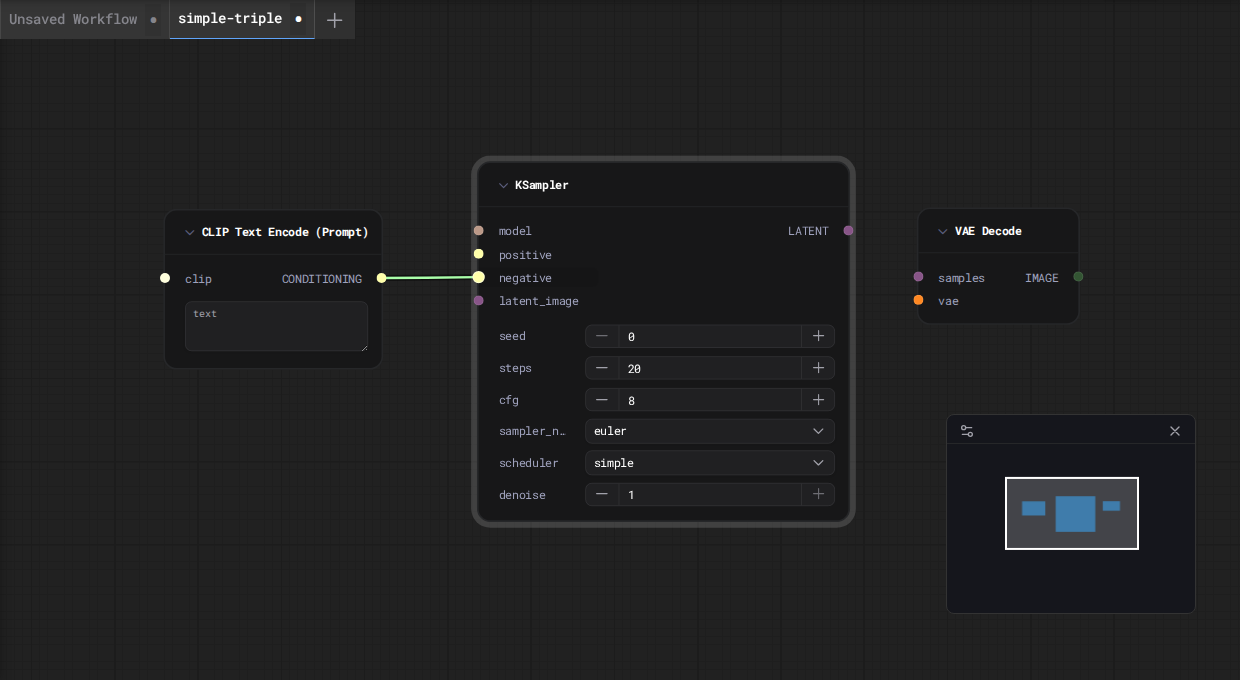 Unsaved Workflow
simple-triple
CLIP Text Encode (Prompt)
clip CONDITIONING
text
KSampler
model LATENT
positive
negative
latent_image
seed 0
steps 20
cfg 8
sampler_n… euler
scheduler simple
denoise 1
VAE Decode
samples IMAGE
vae